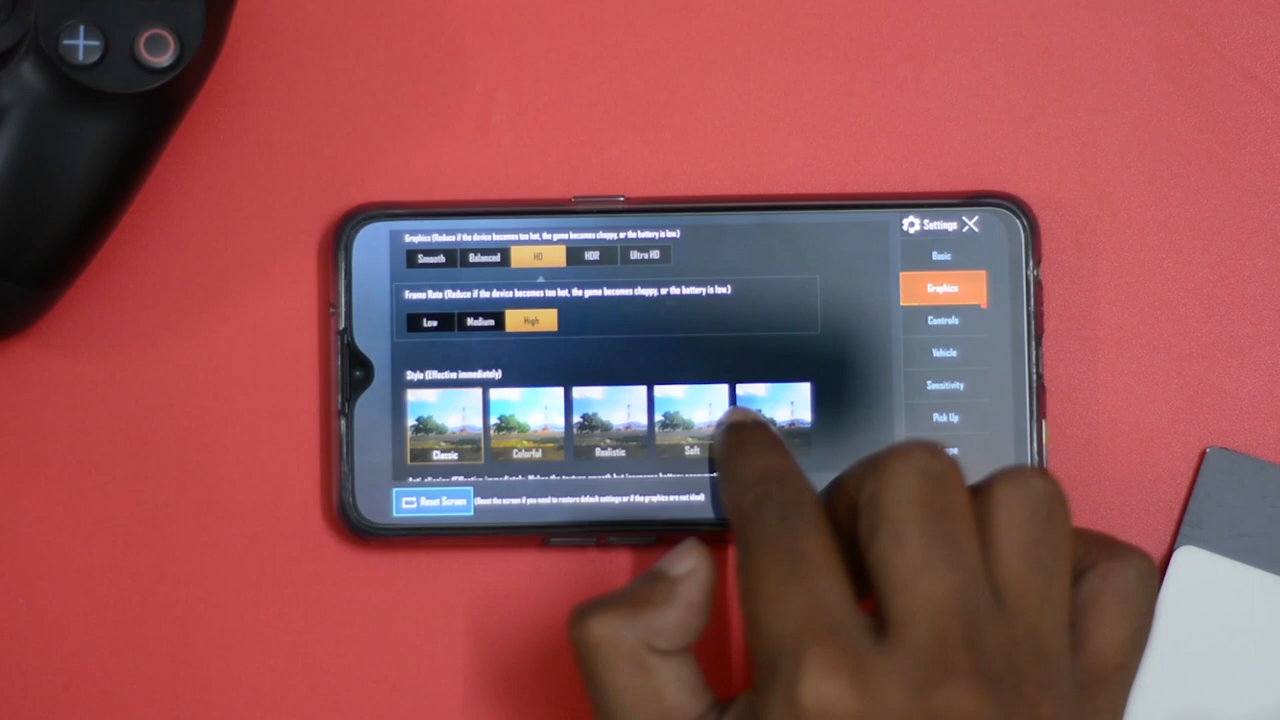 Graphics (Reduce if the device becomes too hot, the game becomes choppy, or the battery is low.)
Smooth Balanced HD HDR Ultra HD
Frame Rate (Reduce if the device becomes too hot, the game becomes choppy, or the battery is low.)
Low Medium High
Style (Effective immediately)
Classic Colorful Realistic Soft
Reset Screen (Reset the screen if you need to restore default settings or if the graphics are not ideal)
Settings
Basic
Graphics
Controls
Vehicle
Sensitivity
Pick Up